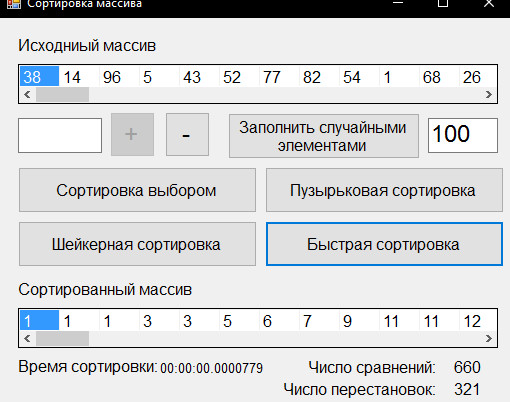 Сортировка массива
Исходниый массив
38 14 96 5 43 52 77 82 54 1 68 26
+ - Заполнить случайными элементами 100
Сортировка выбором Пузырьковая сортировка
Шейкерная сортировка Быстрая сортировка
Сортированный массив
1 1 1 3 3 5 6 7 9 11 11 12
Время сортировки: 00:00:00.0000779 Число сравнений: 660
Число перестановок: 321